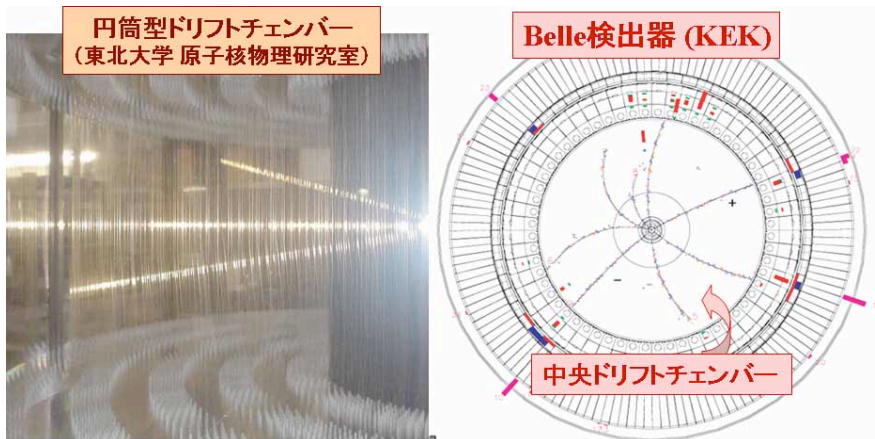 円筒型ドリフトチェンバー
(東北大学 原子核物理研究室)
Belle検出器 (KEK)
+
−
中央ドリフトチェンバー